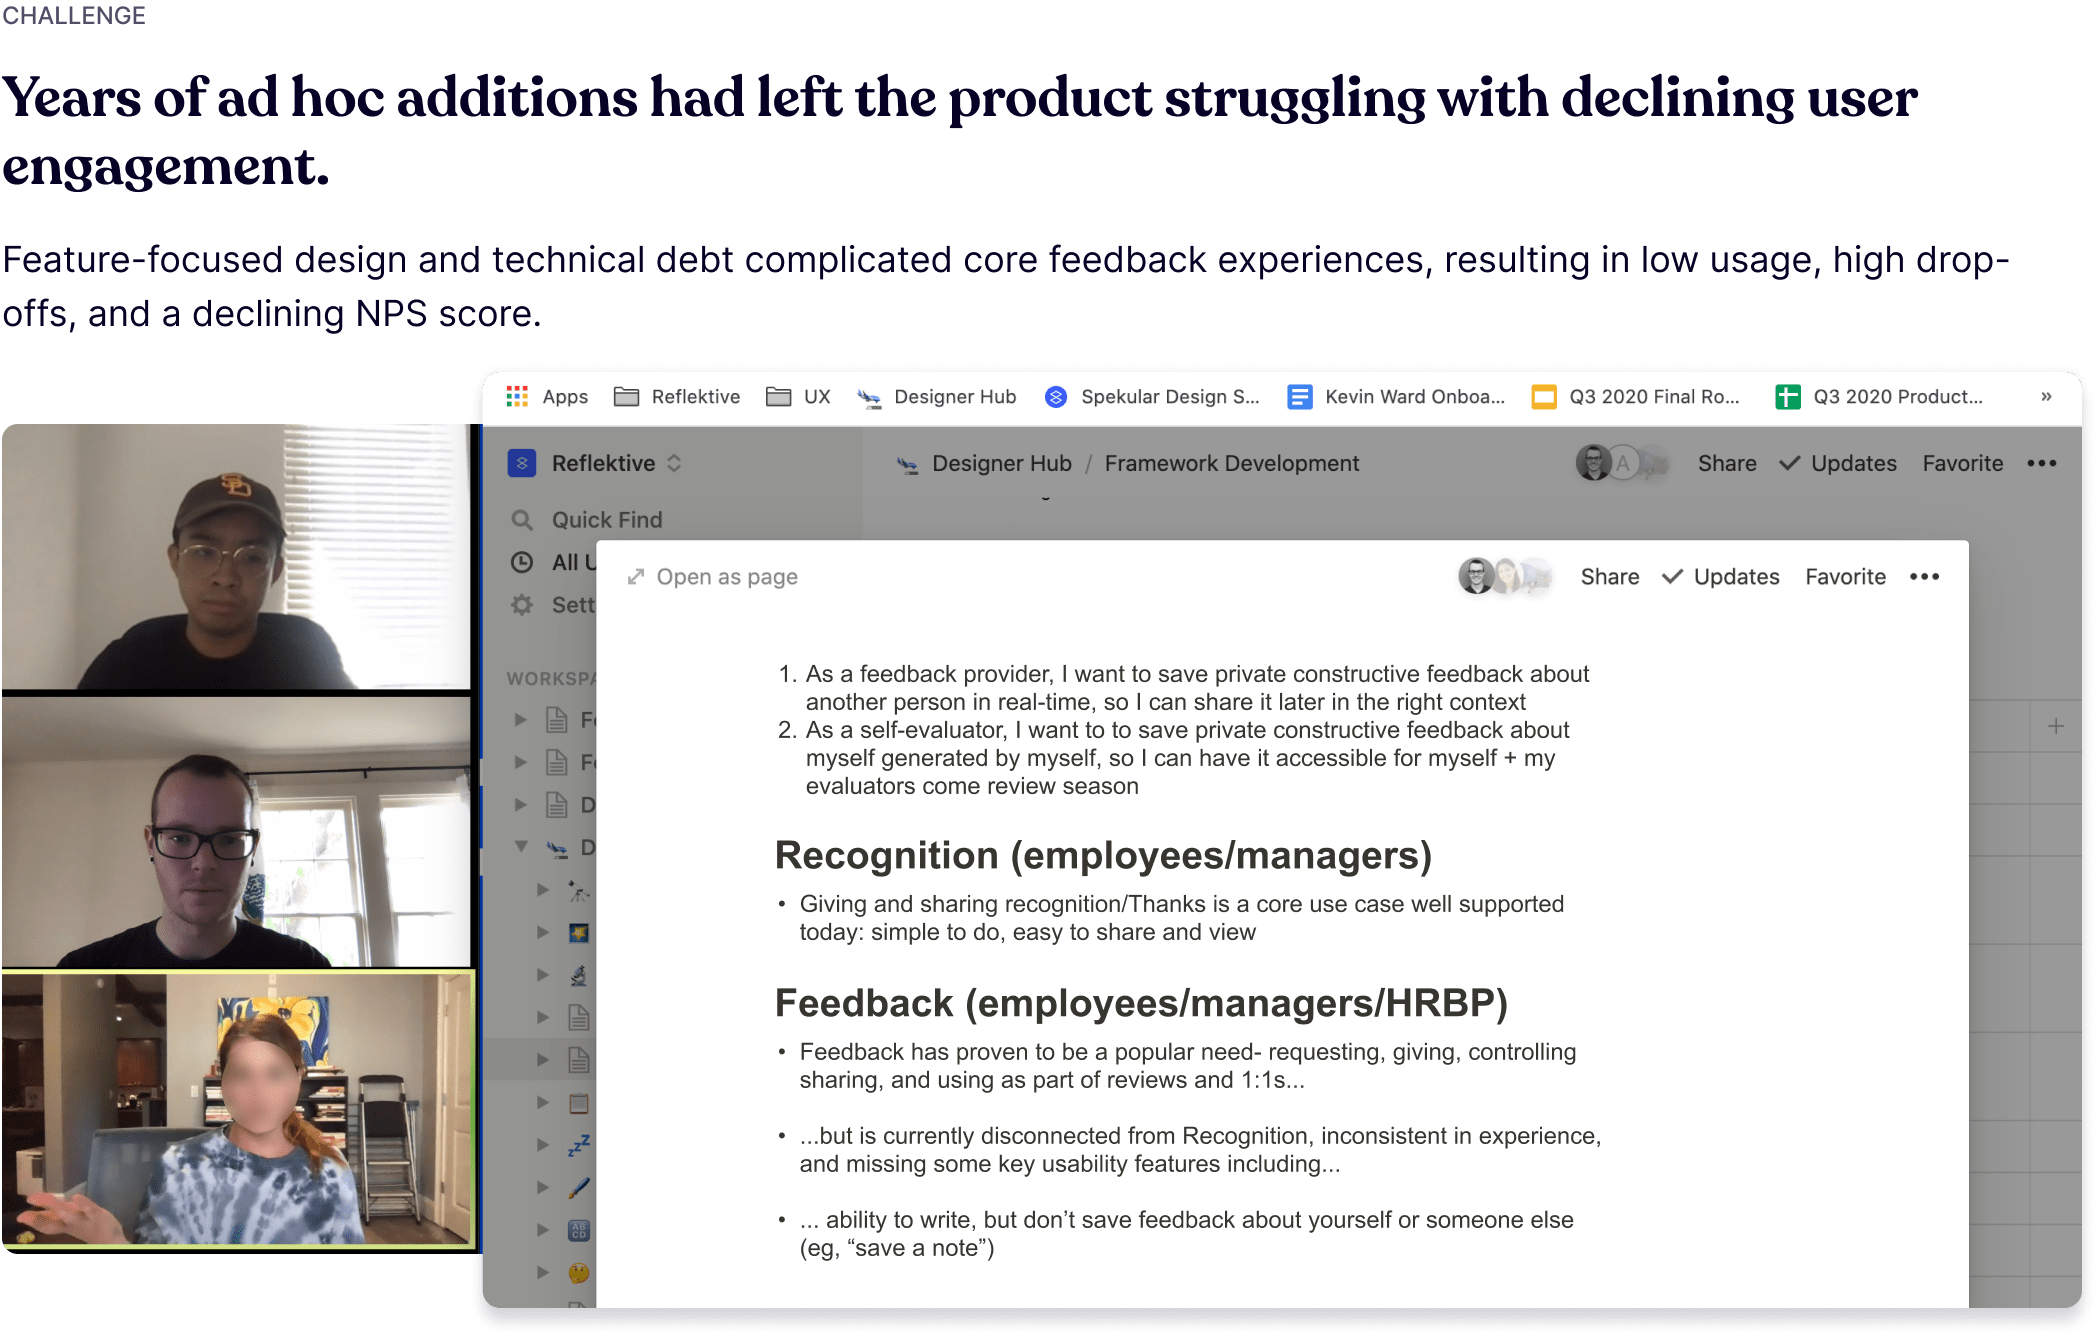 CHALLENGE
Years of ad hoc additions had left the product struggling with declining user
engagement.
Feature-focused design and technical debt complicated core feedback experiences, resulting in low usage, high drop-
offs, and a declining NPS score.
Apps Reflektive UX Designer Hub Spekular Design S... Kevin Ward Onboa... Q3 2020 Final Ro... Q3 2020 Product... »
Reflektive
Designer Hub / Framework Development
A
Share Updates Favorite •••
Quick Find
All U
Sett
WORKSPA
F
F
D
D
Open as page
Share Updates Favorite •••
1. As a feedback provider, I want to save private constructive feedback about
another person in real-time, so I can share it later in the right context
2. As a self-evaluator, I want to to save private constructive feedback about
myself generated by myself, so I can have it accessible for myself + my
evaluators come review season
Recognition (employees/managers)
• Giving and sharing recognition/Thanks is a core use case well supported
today: simple to do, easy to share and view
Feedback (employees/managers/HRBP)
• Feedback has proven to be a popular need- requesting, giving, controlling
sharing, and using as part of reviews and 1:1s...
• ...but is currently disconnected from Recognition, inconsistent in experience,
and missing some key usability features including...
• ... ability to write, but don’t save feedback about yourself or someone else
(eg, “save a note”)